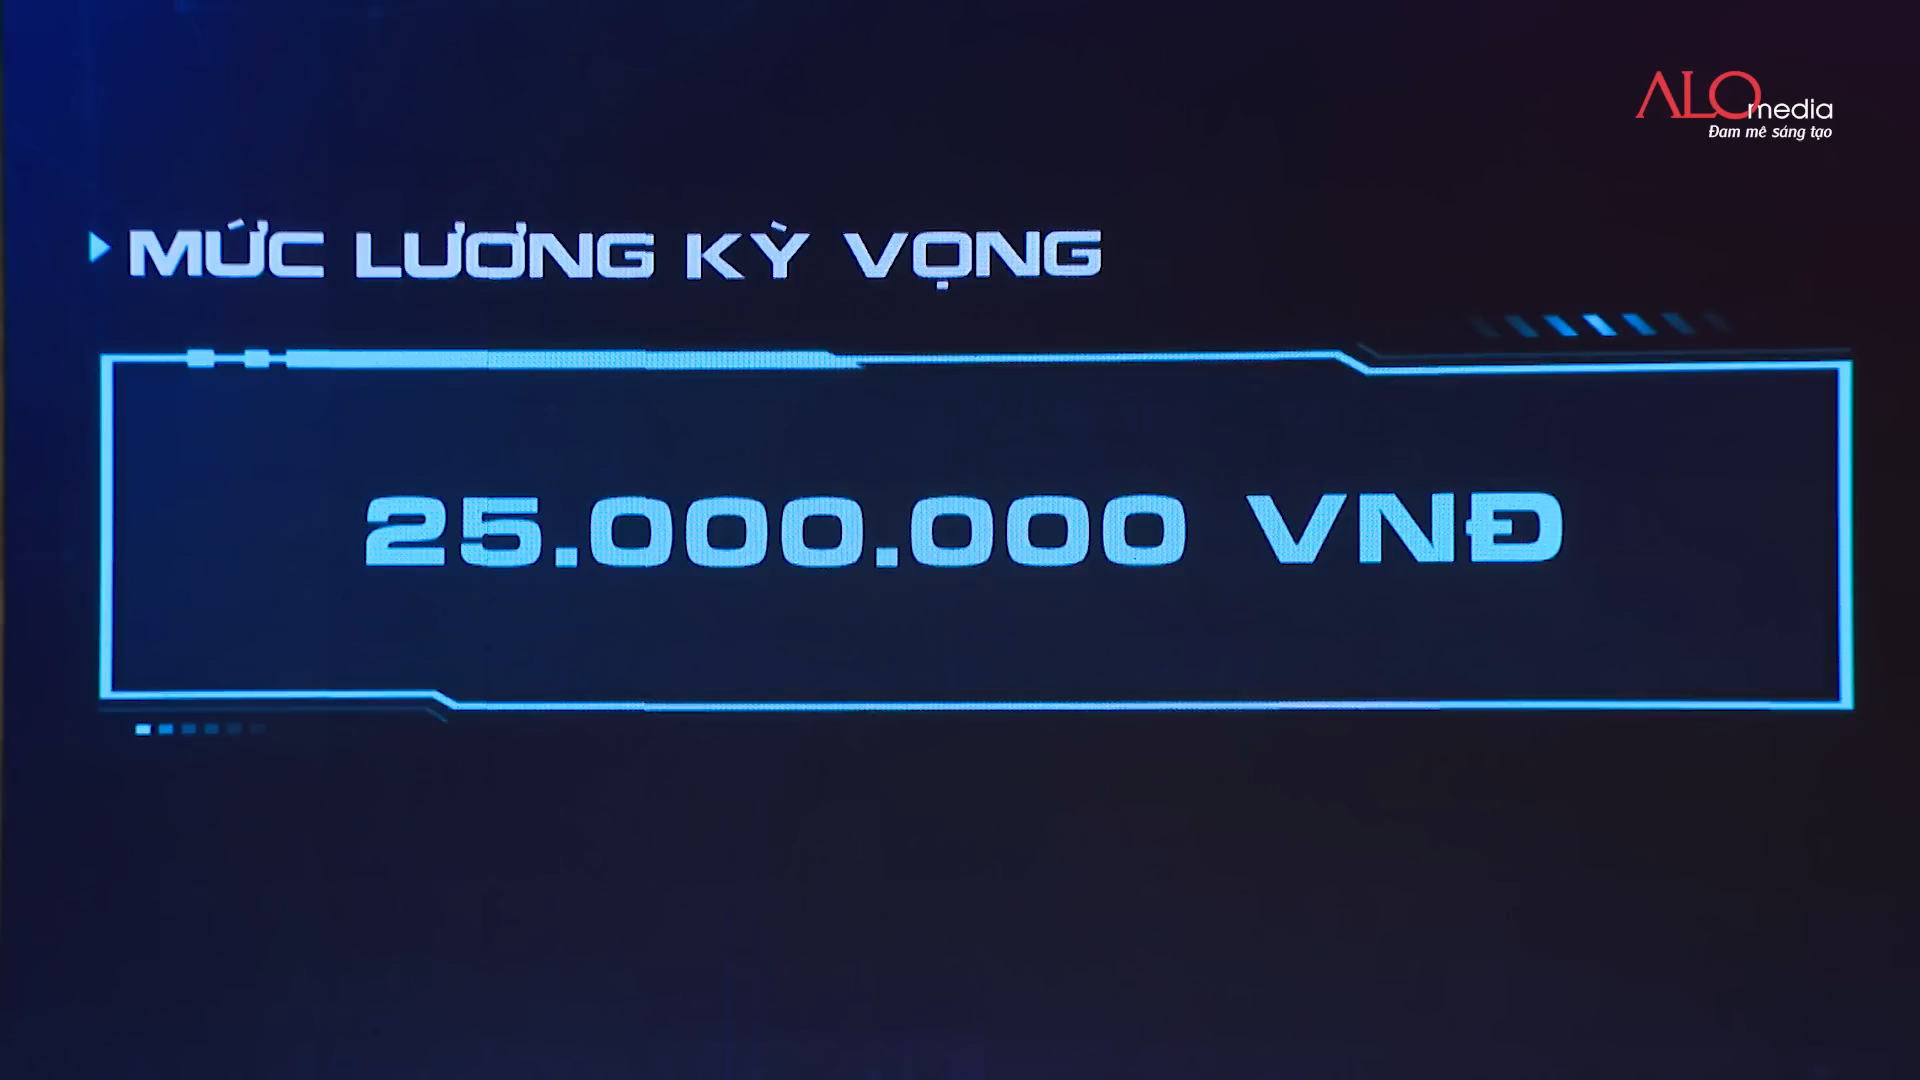 ALOmedia
Đam mê sáng tạo
MỨC LƯƠNG KỲ VỌNG
25.000.000 VNĐ